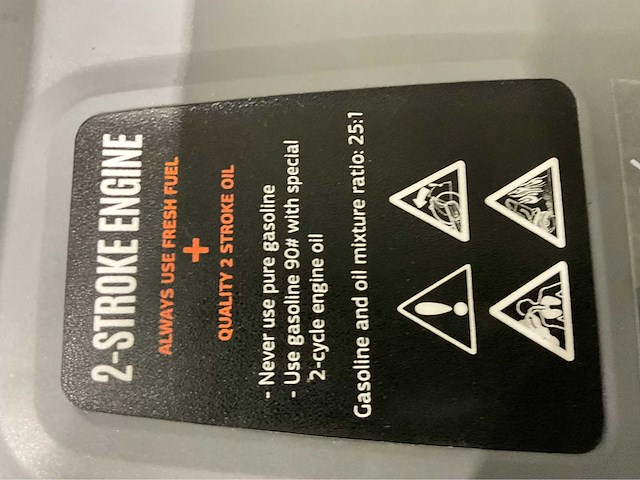 2-STROKE ENGINE
ALWAYS USE FRESH FUEL
+
QUALITY 2 STROKE OIL
- Never use pure gasoline
- Use gasoline 90# with special
2-cycle engine oil
Gasoline and oil mixture ratio: 25:1